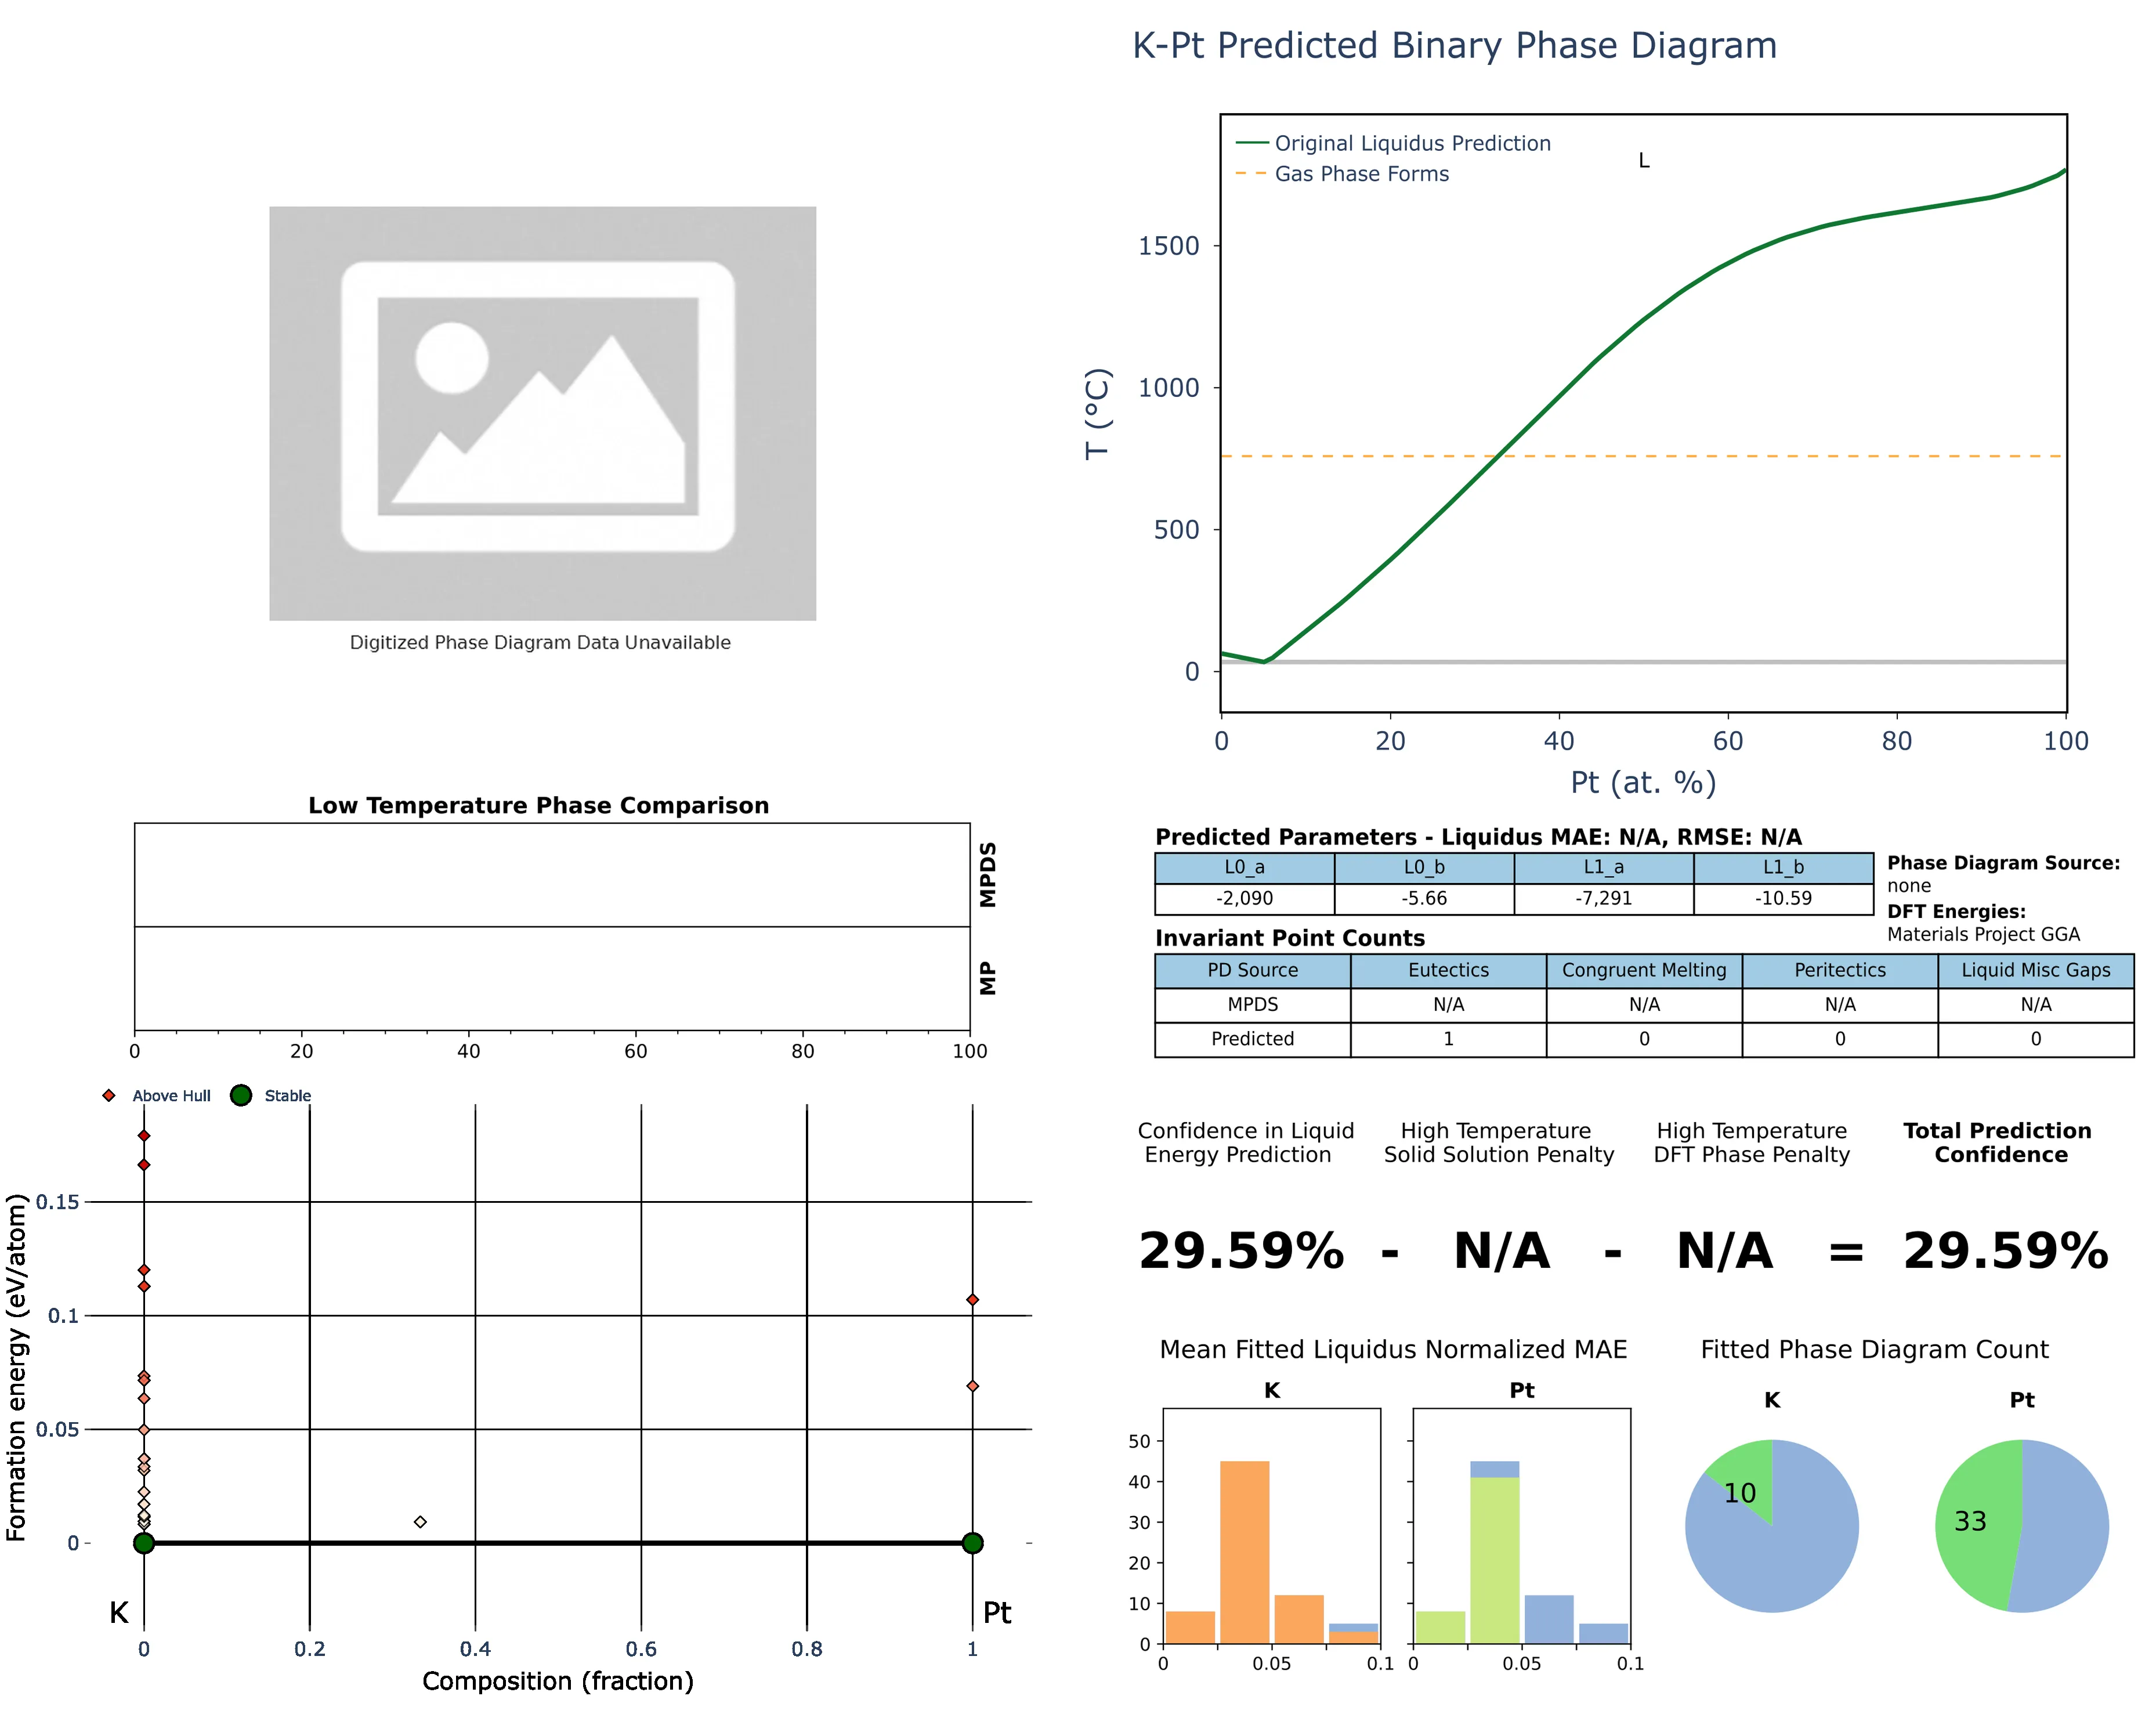 K-Pt Predicted Binary Phase Diagram
Original Liquidus Prediction
Gas Phase Forms
L
1500
1000
500
0
T (°C)
0 20 40 60 80 100
Pt (at. %)
Digitized Phase Diagram Data Unavailable
Low Temperature Phase Comparison
MPDS
MP
0 20 40 60 80 100
Predicted Parameters - Liquidus MAE: N/A, RMSE: N/A
L0_a L0_b L1_a L1_b
-2,090 -5.66 -7,291 -10.59
Phase Diagram Source:
none
DFT Energies:
Materials Project GGA
Invariant Point Counts
PD Source Eutectics Congruent Melting Peritectics Liquid Misc Gaps
MPDS N/A N/A N/A N/A
Predicted 1 0 0 0
Above Hull Stable
0.15
0.1
0.05
0
Formation energy (eV/atom)
K Pt
0 0.2 0.4 0.6 0.8 1
Composition (fraction)
Confidence in Liquid
Energy Prediction
High Temperature
Solid Solution Penalty
High Temperature
DFT Phase Penalty
Total Prediction
Confidence
29.59% - N/A - N/A = 29.59%
Mean Fitted Liquidus Normalized MAE
K Pt
50
40
30
20
10
0
0 0.05 0.1 0 0.05 0.1
Fitted Phase Diagram Count
K Pt
10 33